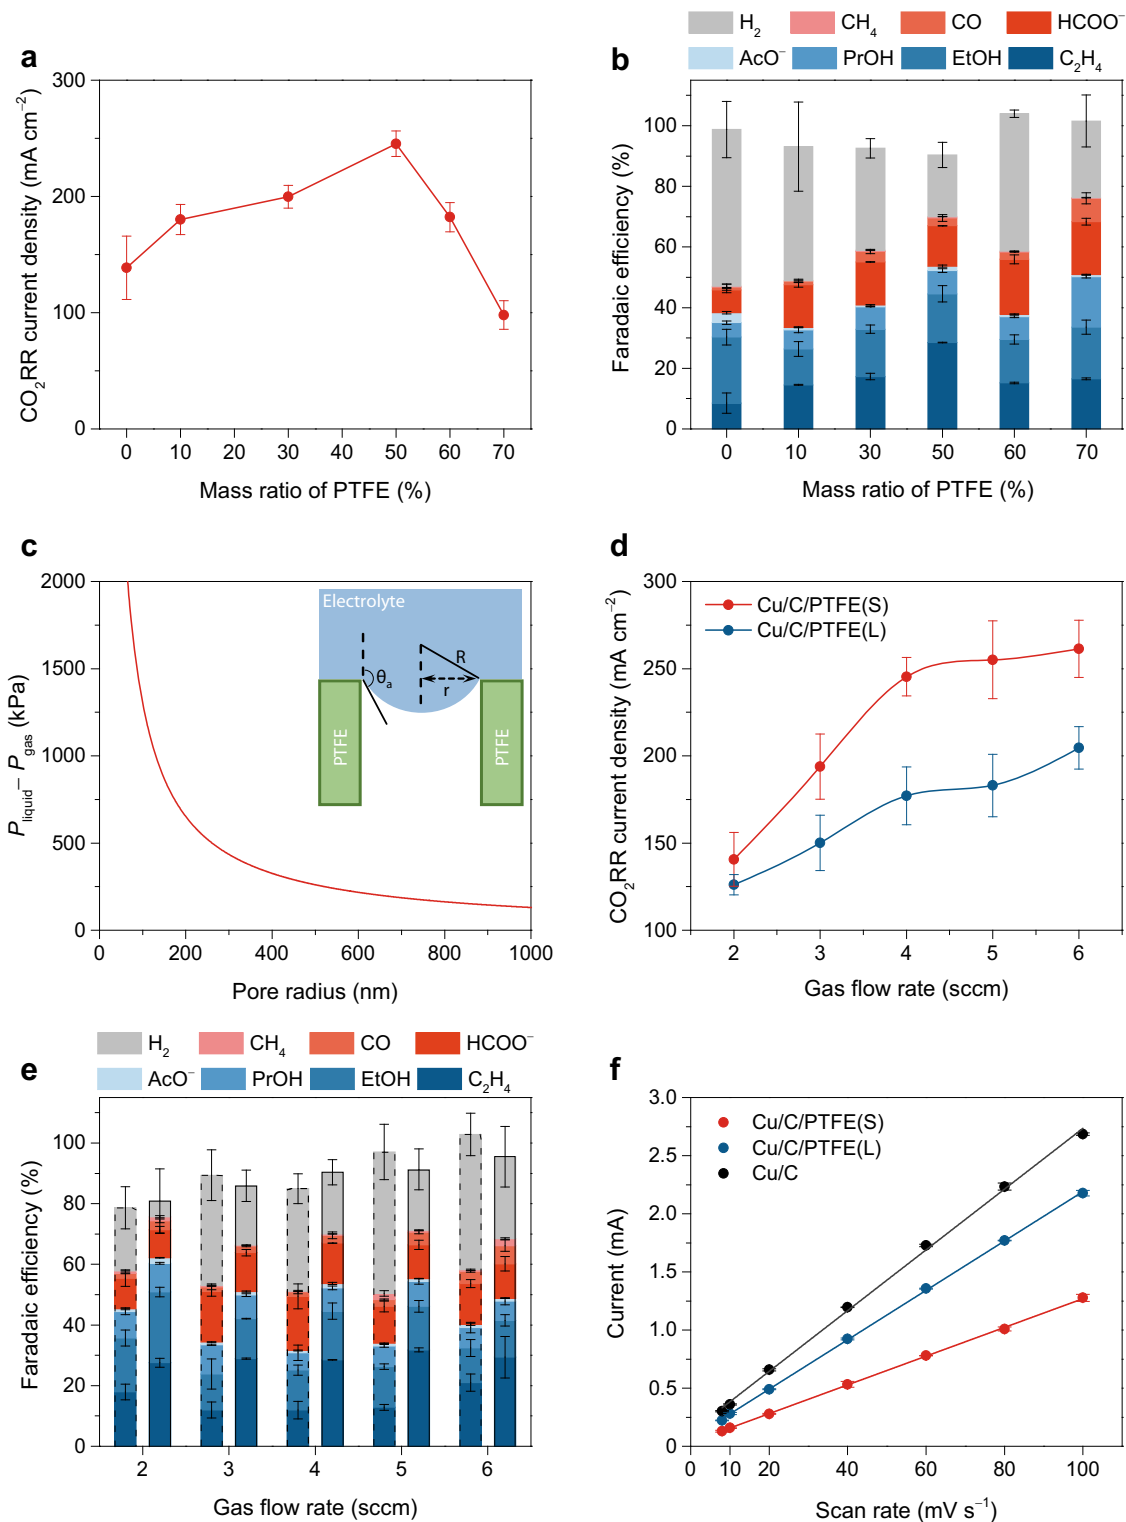 a
300
200
100
0
CO₂RR current density (mA cm⁻²)
0 10 20 30 40 50 60 70
Mass ratio of PTFE (%)
b
H₂ CH₄ CO HCOO⁻
AcO⁻ PrOH EtOH C₂H₄
100
80
60
40
20
0
Faradaic efficiency (%)
0 10 30 50 60 70
Mass ratio of PTFE (%)
c
2000
1500
1000
500
0
P_liquid − P_gas (kPa)
Electrolyte
θₐ
R
r
PTFE
PTFE
0 200 400 600 800 1000
Pore radius (nm)
d
300
250
200
150
100
CO₂RR current density (mA cm⁻²)
Cu/C/PTFE(S)
Cu/C/PTFE(L)
2 3 4 5 6
Gas flow rate (sccm)
e
H₂ CH₄ CO HCOO⁻
AcO⁻ PrOH EtOH C₂H₄
100
80
60
40
20
0
Faradaic efficiency (%)
2 3 4 5 6
Gas flow rate (sccm)
f
3.0
2.5
2.0
1.5
1.0
0.5
0
Current (mA)
Cu/C/PTFE(S)
Cu/C/PTFE(L)
Cu/C
0 10 20 40 60 80 100
Scan rate (mV s⁻¹)